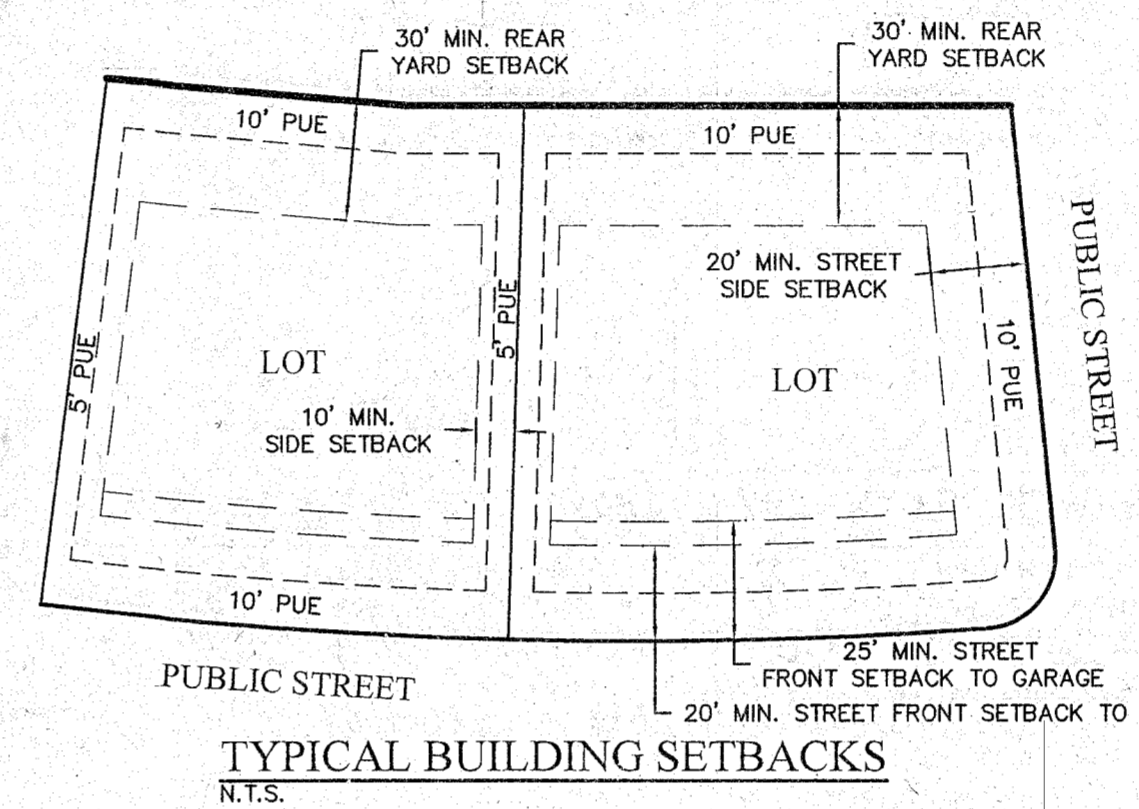 30' MIN. REAR
YARD SETBACK
30' MIN. REAR
YARD SETBACK
10' PUE
10' PUE
PUBLIC STREET
20' MIN. STREET
SIDE SETBACK
5' PUE
5' PUE
10' PUE
LOT
LOT
10' MIN.
SIDE SETBACK
10' PUE
25' MIN. STREET
FRONT SETBACK TO GARAGE
PUBLIC STREET
20' MIN. STREET FRONT SETBACK TO
TYPICAL BUILDING SETBACKS
N.T.S.